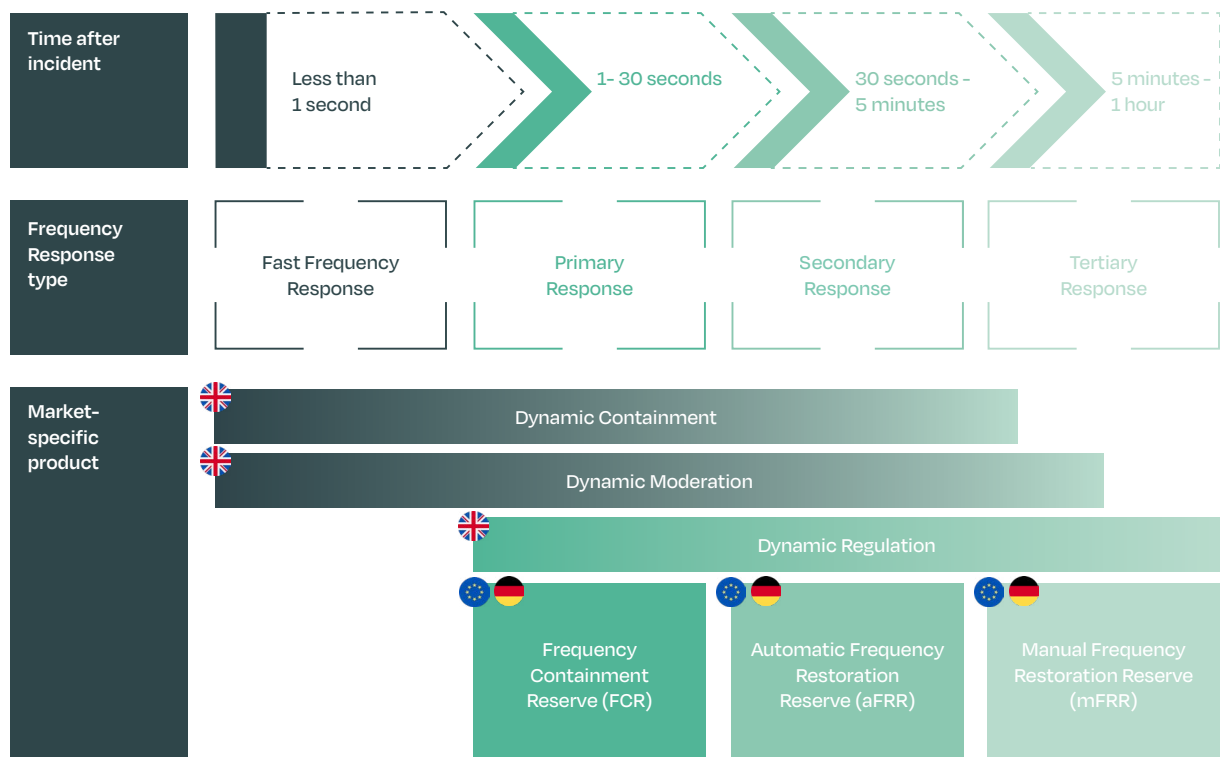 Time after
incident
Less than
1 second
1- 30 seconds
30 seconds -
5 minutes
5 minutes -
1 hour
Frequency
Response
type
Fast Frequency
Response
Primary
Response
Secondary
Response
Tertiary
Response
Market-
specific
product
Dynamic Containment
Dynamic Moderation
Dynamic Regulation
Frequency
Containment
Reserve (FCR)
Automatic Frequency
Restoration
Reserve (aFRR)
Manual Frequency
Restoration Reserve
(mFRR)